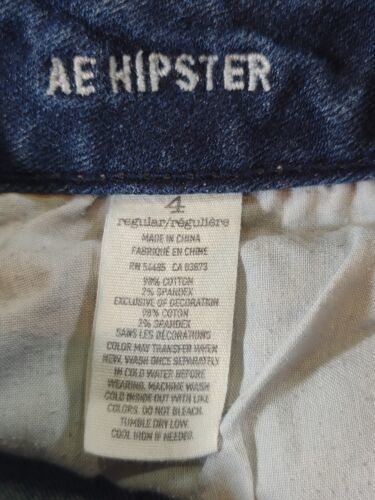 AE HIPSTER
4
regular/régulière
MADE IN CHINA
FABRIQUÉ EN CHINE
RN 54485 CA 03873
98% COTTON
2% SPANDEX
EXCLUSIVE OF DECORATION
98% COTON
2% SPANDEX
SANS LES DÉCORATIONS
COLOR MAY TRANSFER WHEN
NEW. WASH ONCE SEPARATELY
IN COLD WATER BEFORE
WEARING. MACHINE WASH
COLD INSIDE OUT WITH LIKE
COLORS. DO NOT BLEACH.
TUMBLE DRY LOW.
COOL IRON IF NEEDED.